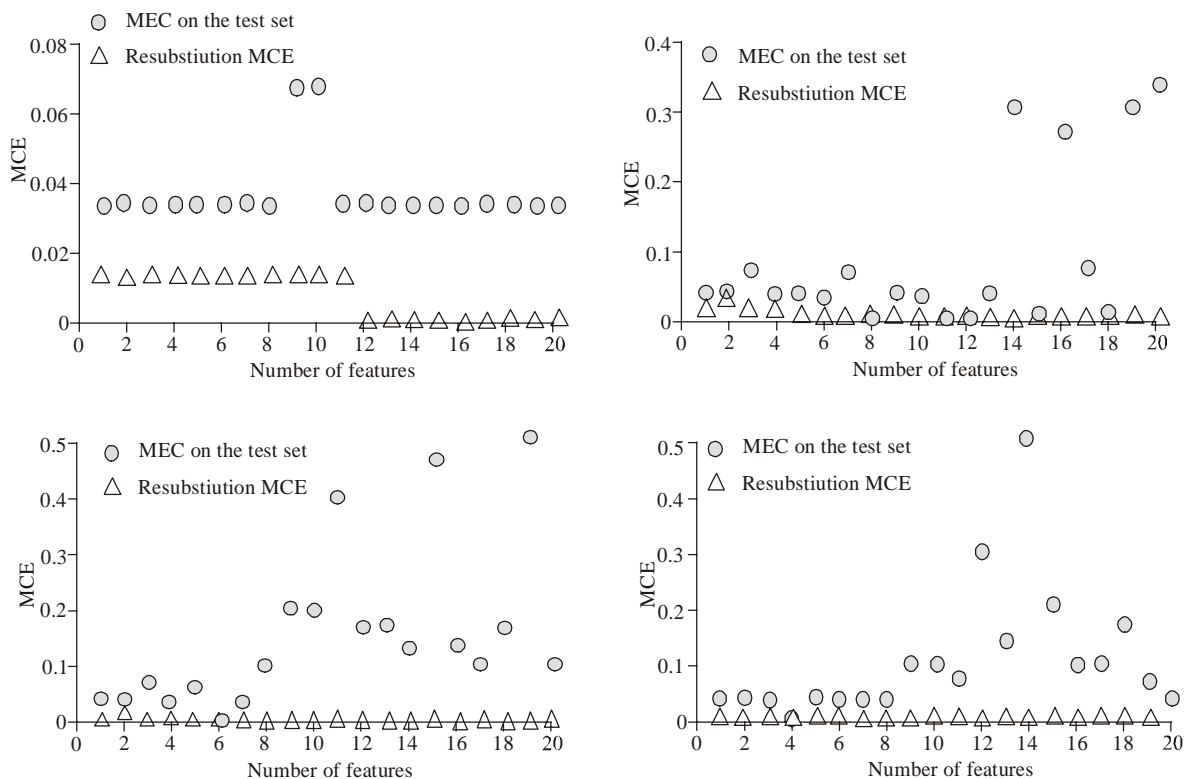 MEC on the test set
Resubstiution MCE
0.08
0.06
0.04
0.02
0
MCE
0 2 4 6 8 10 12 14 16 18 20
Number of features
MEC on the test set
Resubstiution MCE
0.4
0.3
0.2
0.1
0
MCE
0 2 4 6 8 10 12 14 16 18 20
Number of features
MEC on the test set
Resubstiution MCE
0.5
0.4
0.3
0.2
0.1
0
MCE
0 2 4 6 8 10 12 14 16 18 20
Number of features
MEC on the test set
Resubstiution MCE
0.5
0.4
0.3
0.2
0.1
0
MCE
0 2 4 6 8 10 12 14 16 18 20
Number of features